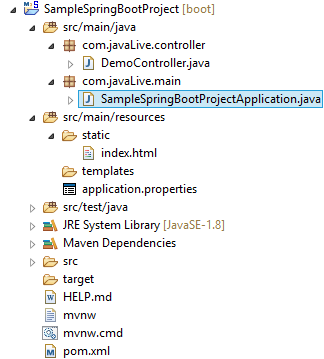 SampleSpringBootProject [boot]
src/main/java
com.javaLive.controller
DemoController.java
com.javaLive.main
SampleSpringBootProjectApplication.java
src/main/resources
static
index.html
templates
application.properties
src/test/java
JRE System Library [JavaSE-1.8]
Maven Dependencies
src
target
HELP.md
mvnw
mvnw.cmd
pom.xml